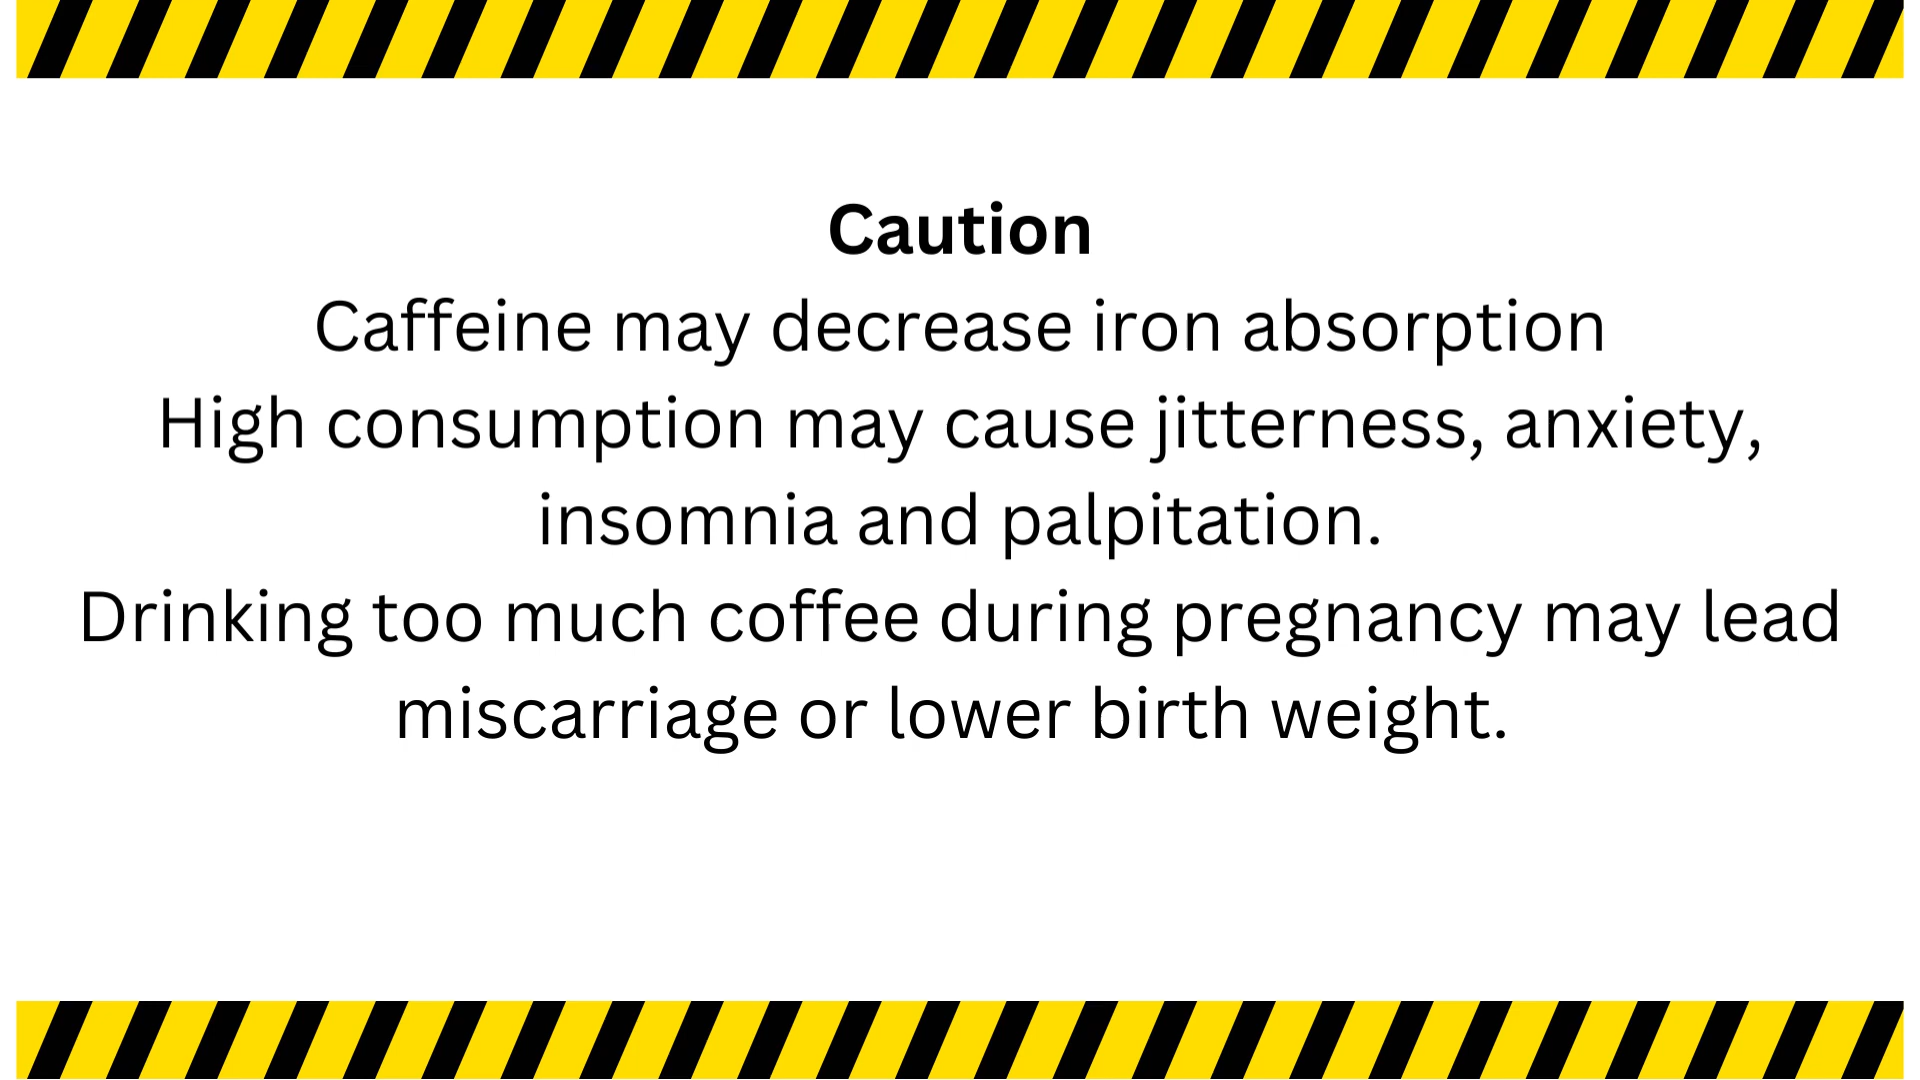 Caution
Caffeine may decrease iron absorption
High consumption may cause jitterness, anxiety,
insomnia and palpitation.
Drinking too much coffee during pregnancy may lead
miscarriage or lower birth weight.